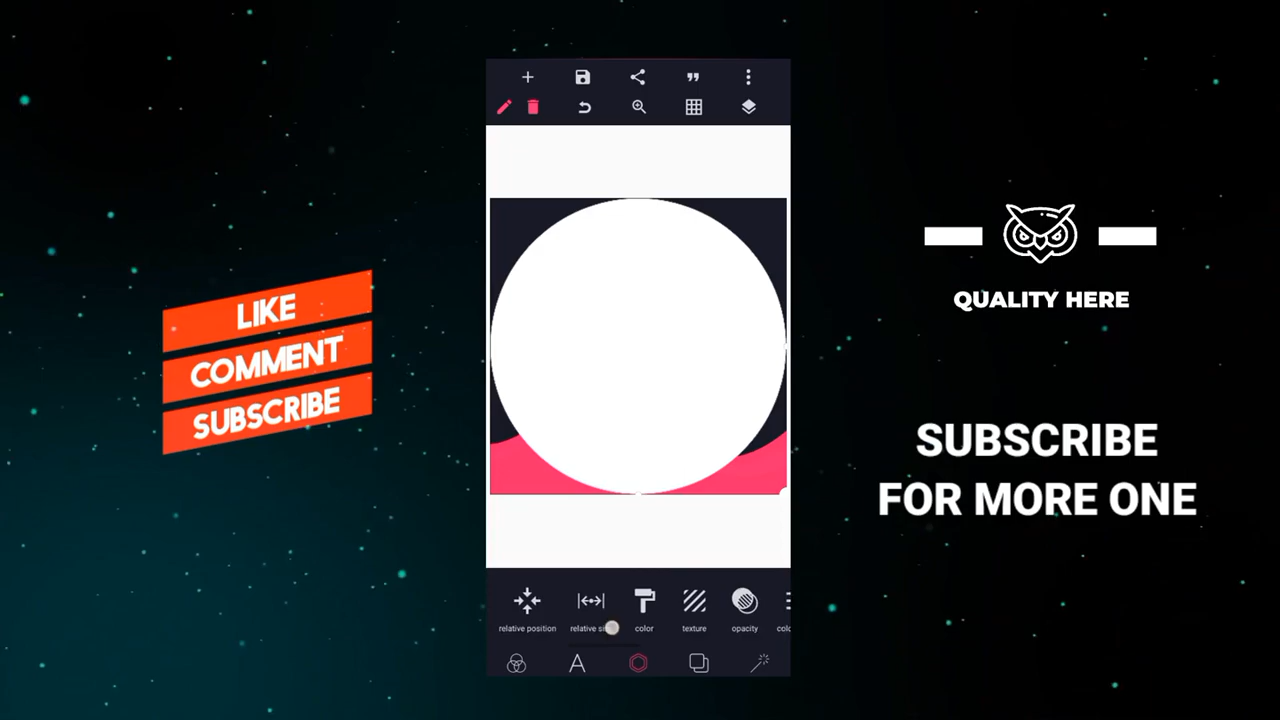 LIKE
COMMENT
SUBSCRIBE
relative position
color
texture
opacity
QUALITY HERE
SUBSCRIBE
FOR MORE ONE